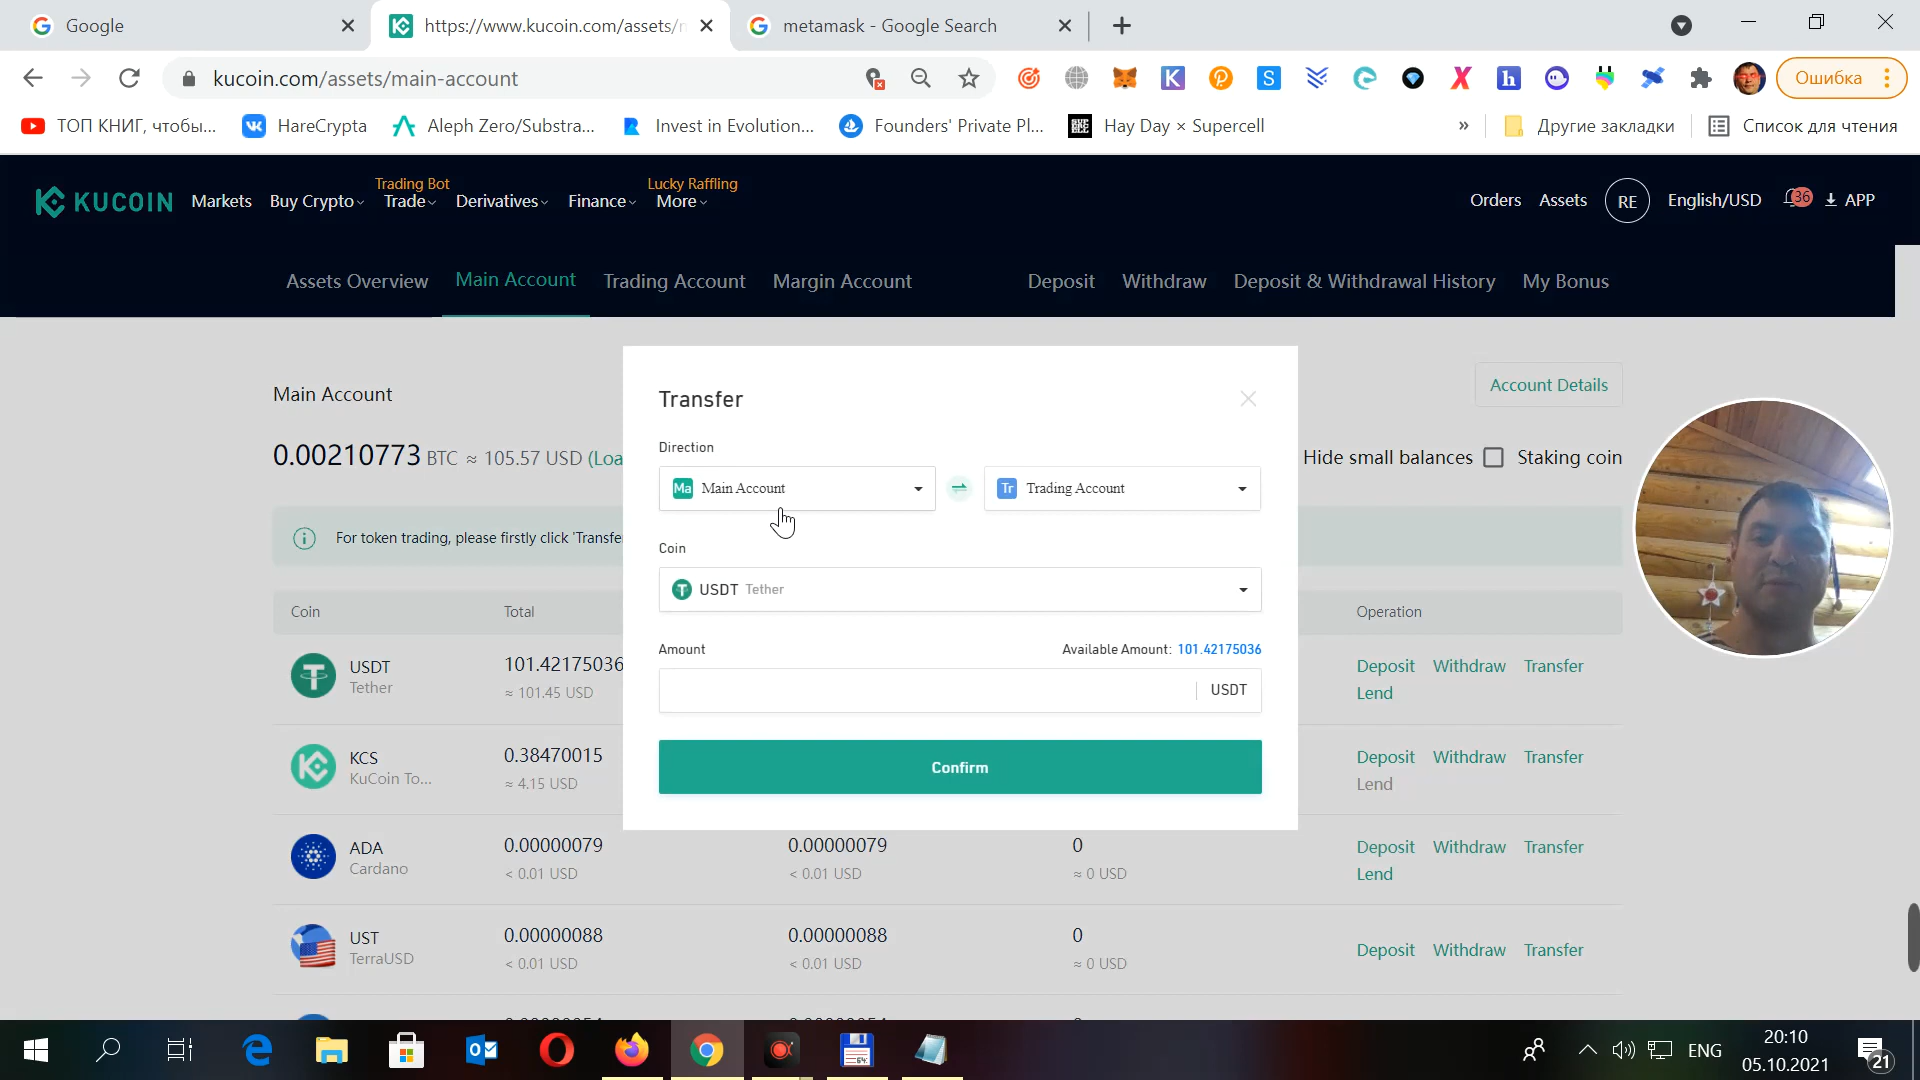 Google
https://www.kucoin.com/assets/m
metamask - Google Search
kucoin.com/assets/main-account
Ошибка
ТОП КНИГ, чтобы...
HareCrypta
Aleph Zero/Substra...
Invest in Evolution...
Founders' Private Pl...
Hay Day × Supercell
»
Другие закладки
Список для чтения
KUCOIN
Markets
Buy Crypto
Trading Bot
Trade
Derivatives
Finance
Lucky Raffling
More
Orders
Assets
RE
English/USD
36
APP
Assets Overview
Main Account
Trading Account
Margin Account
Deposit
Withdraw
Deposit & Withdrawal History
My Bonus
Main Account
Account Details
0.00210773 BTC ≈ 105.57 USD (Loa
Hide small balances
Staking coin
For token trading, please firstly click 'Transfe
Transfer
Direction
Ma Main Account
Tr Trading Account
Coin
USDT Tether
Amount
Available Amount: 101.42175036
USDT
Confirm
Coin
Total
Operation
USDT
Tether
101.42175036
≈ 101.45 USD
Deposit Withdraw Transfer
Lend
KCS
KuCoin To...
0.38470015
≈ 4.15 USD
Deposit Withdraw Transfer
Lend
ADA
Cardano
0.00000079
< 0.01 USD
0.00000079
< 0.01 USD
0
≈ 0 USD
Deposit Withdraw Transfer
Lend
UST
TerraUSD
0.00000088
< 0.01 USD
0.00000088
< 0.01 USD
0
≈ 0 USD
Deposit Withdraw Transfer
64
ENG
20:10
05.10.2021
21